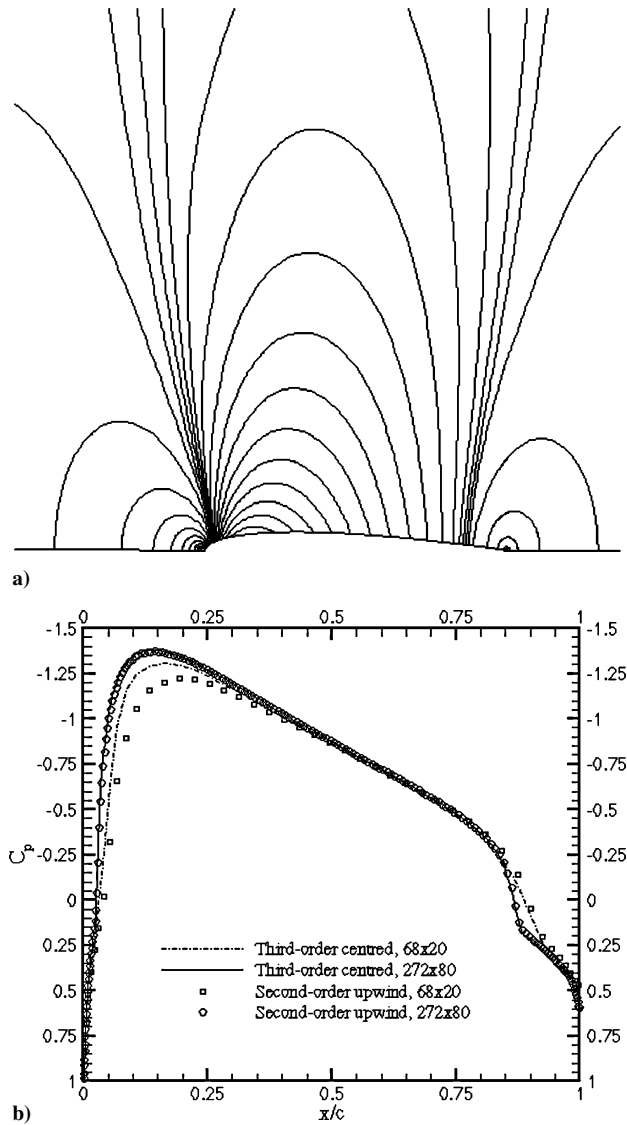 a)
0 0.25 0.5 0.75 1
-1.5 -1.5
-1.25 -1.25
-1 -1
-0.75 -0.75
-0.5 -0.5
-0.25 -0.25
0 0
0.25 0.25
0.5 0.5
0.75 0.75
1 1
Cp
Third-order centred, 68x20
Third-order centred, 272x80
Second-order upwind, 68x20
Second-order upwind, 272x80
0 0.25 0.5 0.75 1
x/c
b)